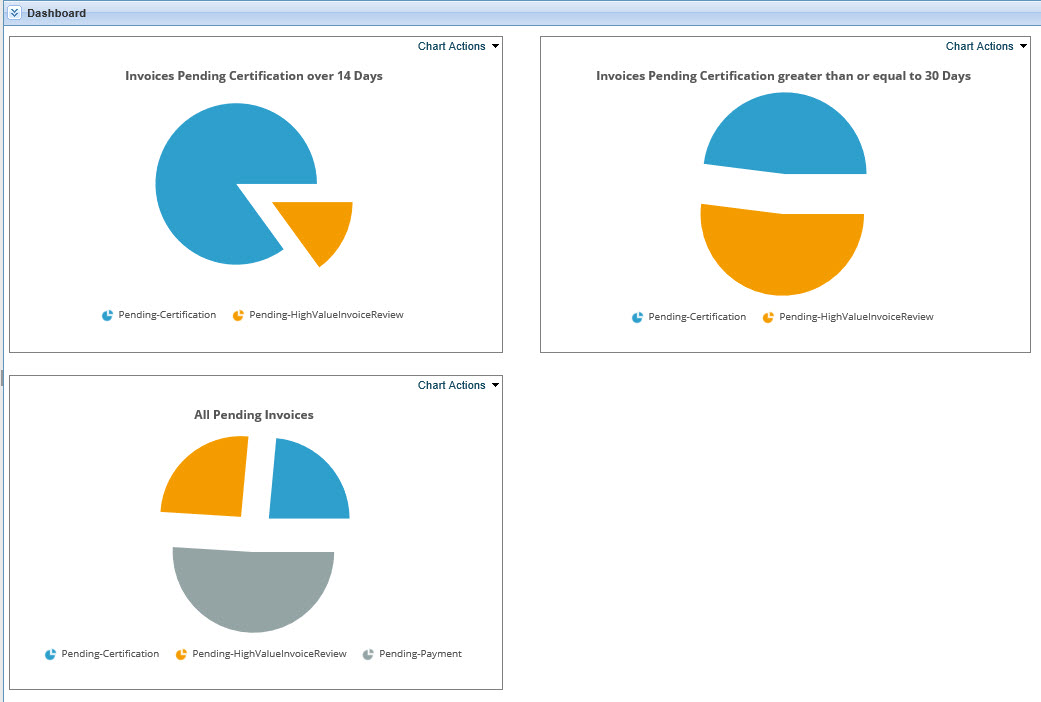 Dashboard
Chart Actions
Invoices Pending Certification over 14 Days
Pending-Certification Pending-HighValueInvoiceReview
Chart Actions
Invoices Pending Certification greater than or equal to 30 Days
Pending-Certification Pending-HighValueInvoiceReview
Chart Actions
All Pending Invoices
Pending-Certification Pending-HighValueInvoiceReview Pending-Payment